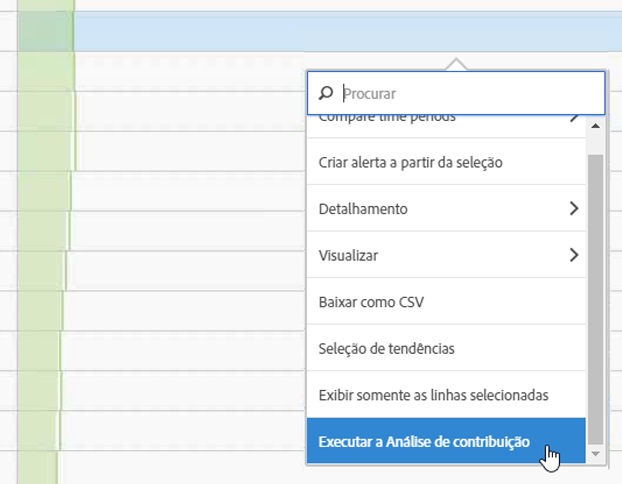 Procurar
Compare time periods
Criar alerta a partir da seleção
Detalhamento
Visualizar
Baixar como CSV
Seleção de tendências
Exibir somente as linhas selecionadas
Executar a Análise de contribuição